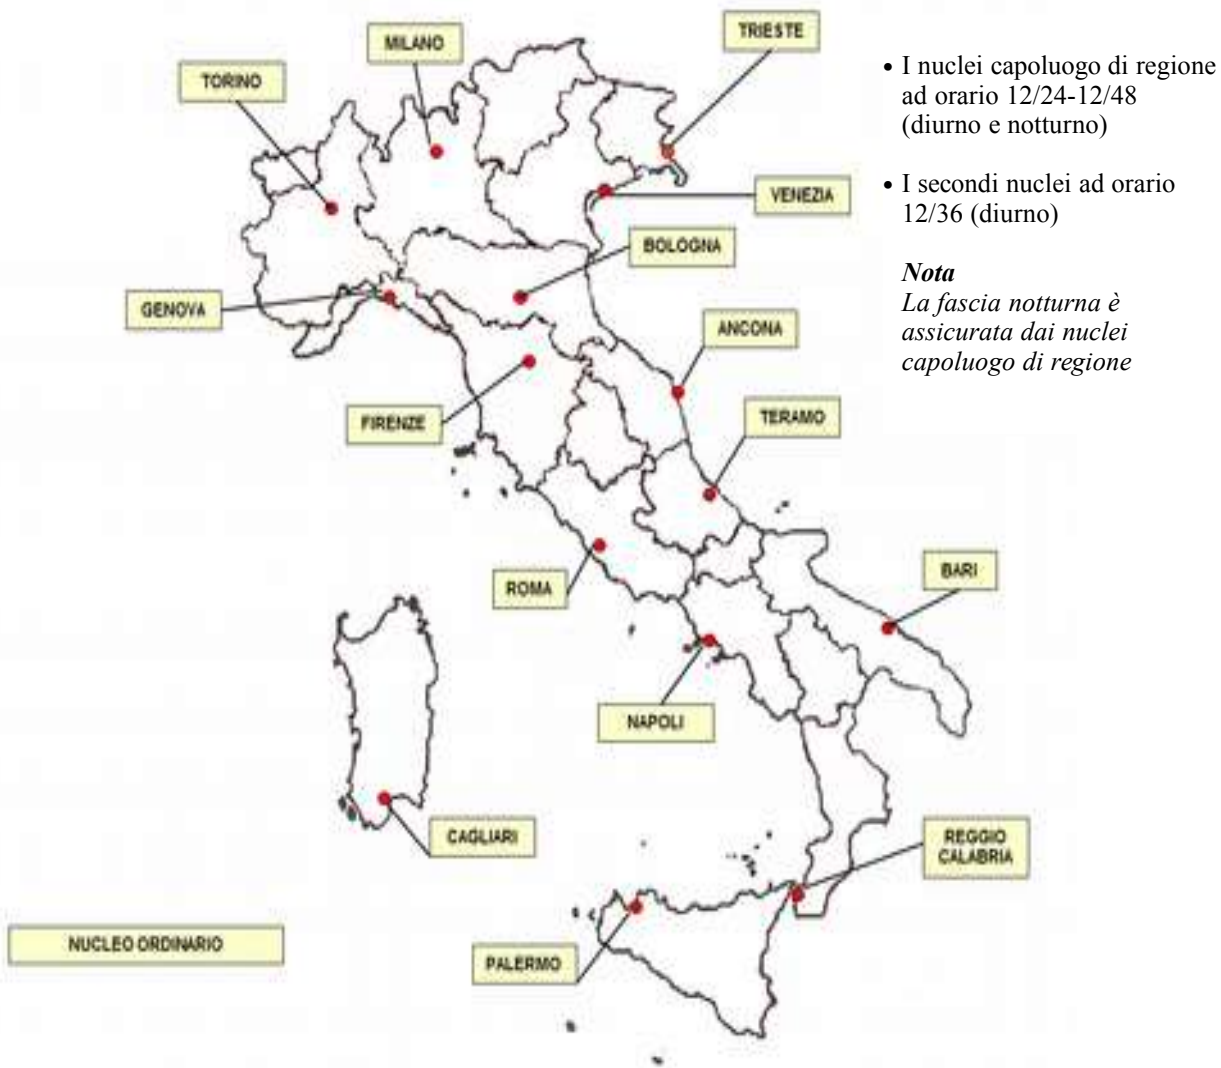 TRIESTE
MILANO
TORINO
VENEZIA
BOLOGNA
GENOVA
ANCONA
FIRENZE
TERAMO
ROMA
BARI
NAPOLI
CAGLIARI
REGGIO
CALABRIA
PALERMO
NUCLEO ORDINARIO
• I nuclei capoluogo di regione
ad orario 12/24-12/48
(diurno e notturno)
• I secondi nuclei ad orario
12/36 (diurno)
Nota
La fascia notturna è
assicurata dai nuclei
capoluogo di regione